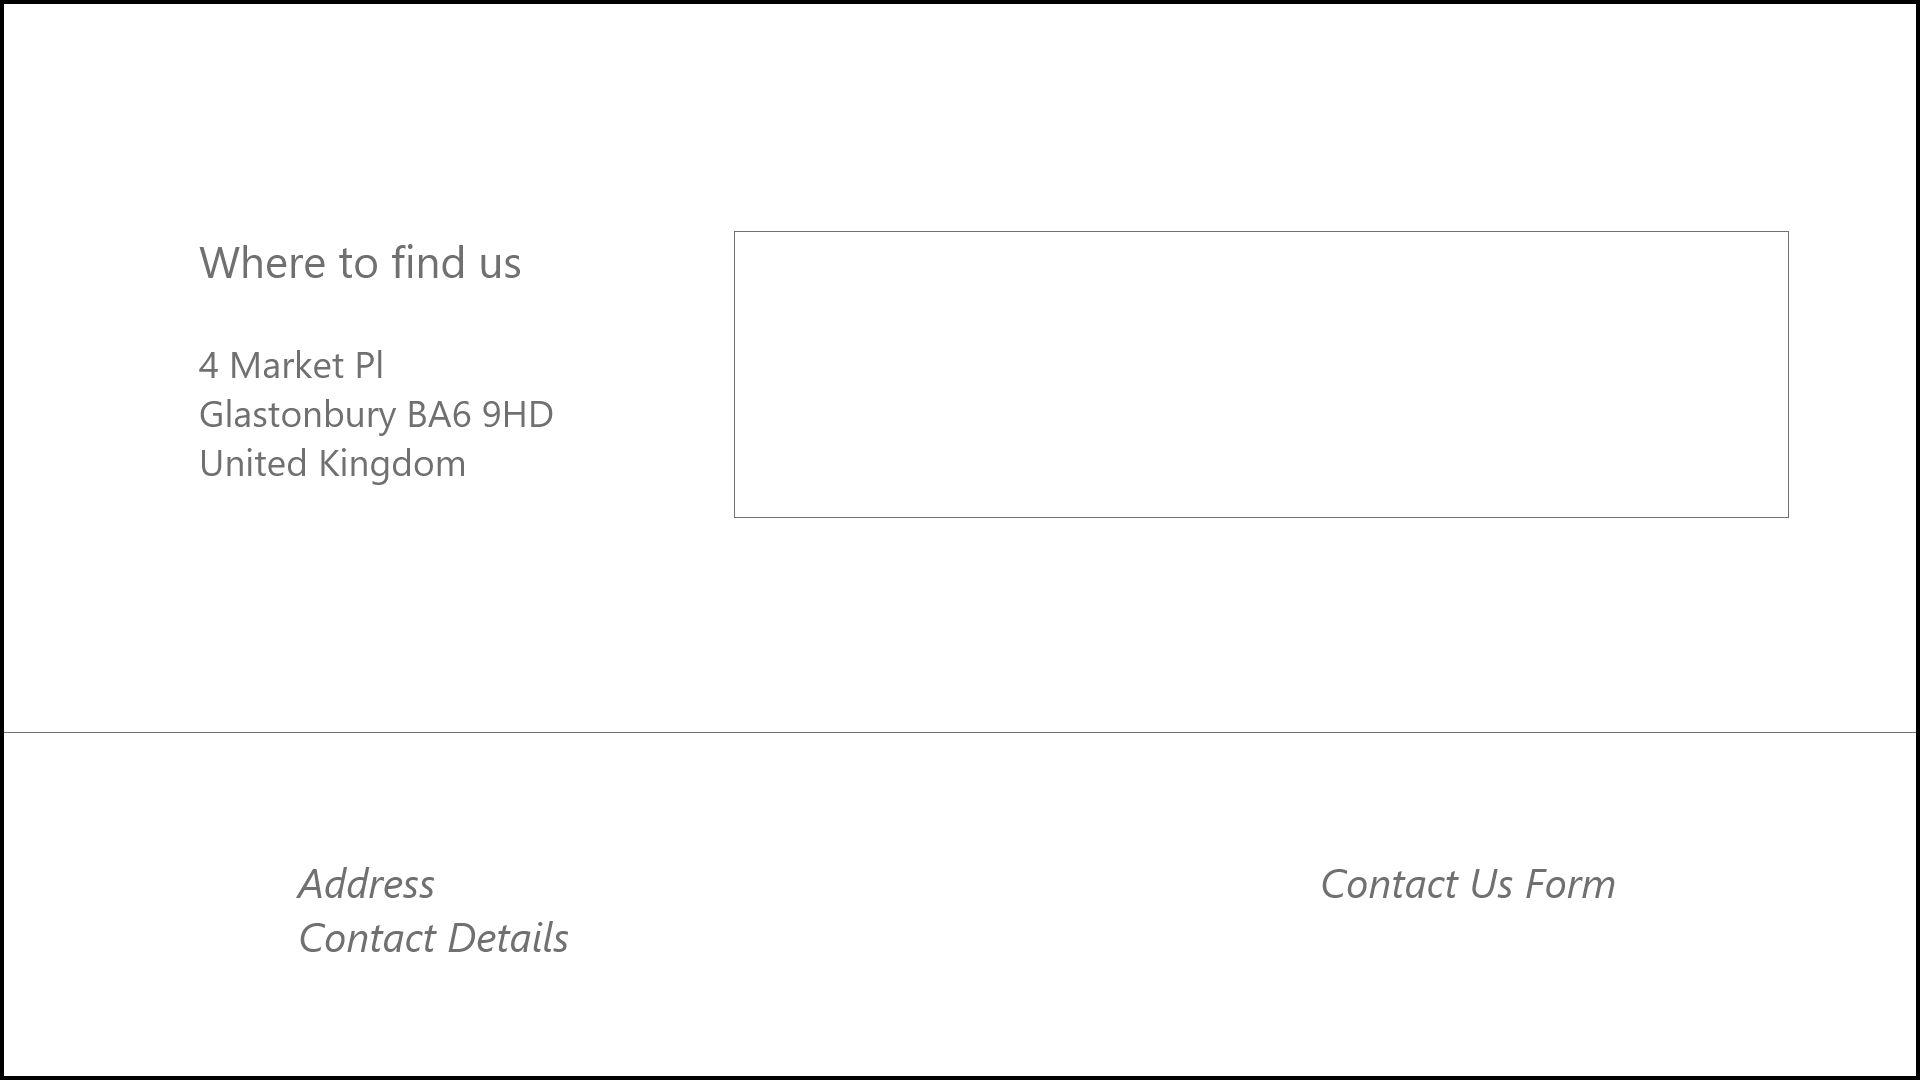 Where to find us
4 Market Pl
Glastonbury BA6 9HD
United Kingdom
Address
Contact Details
Contact Us Form